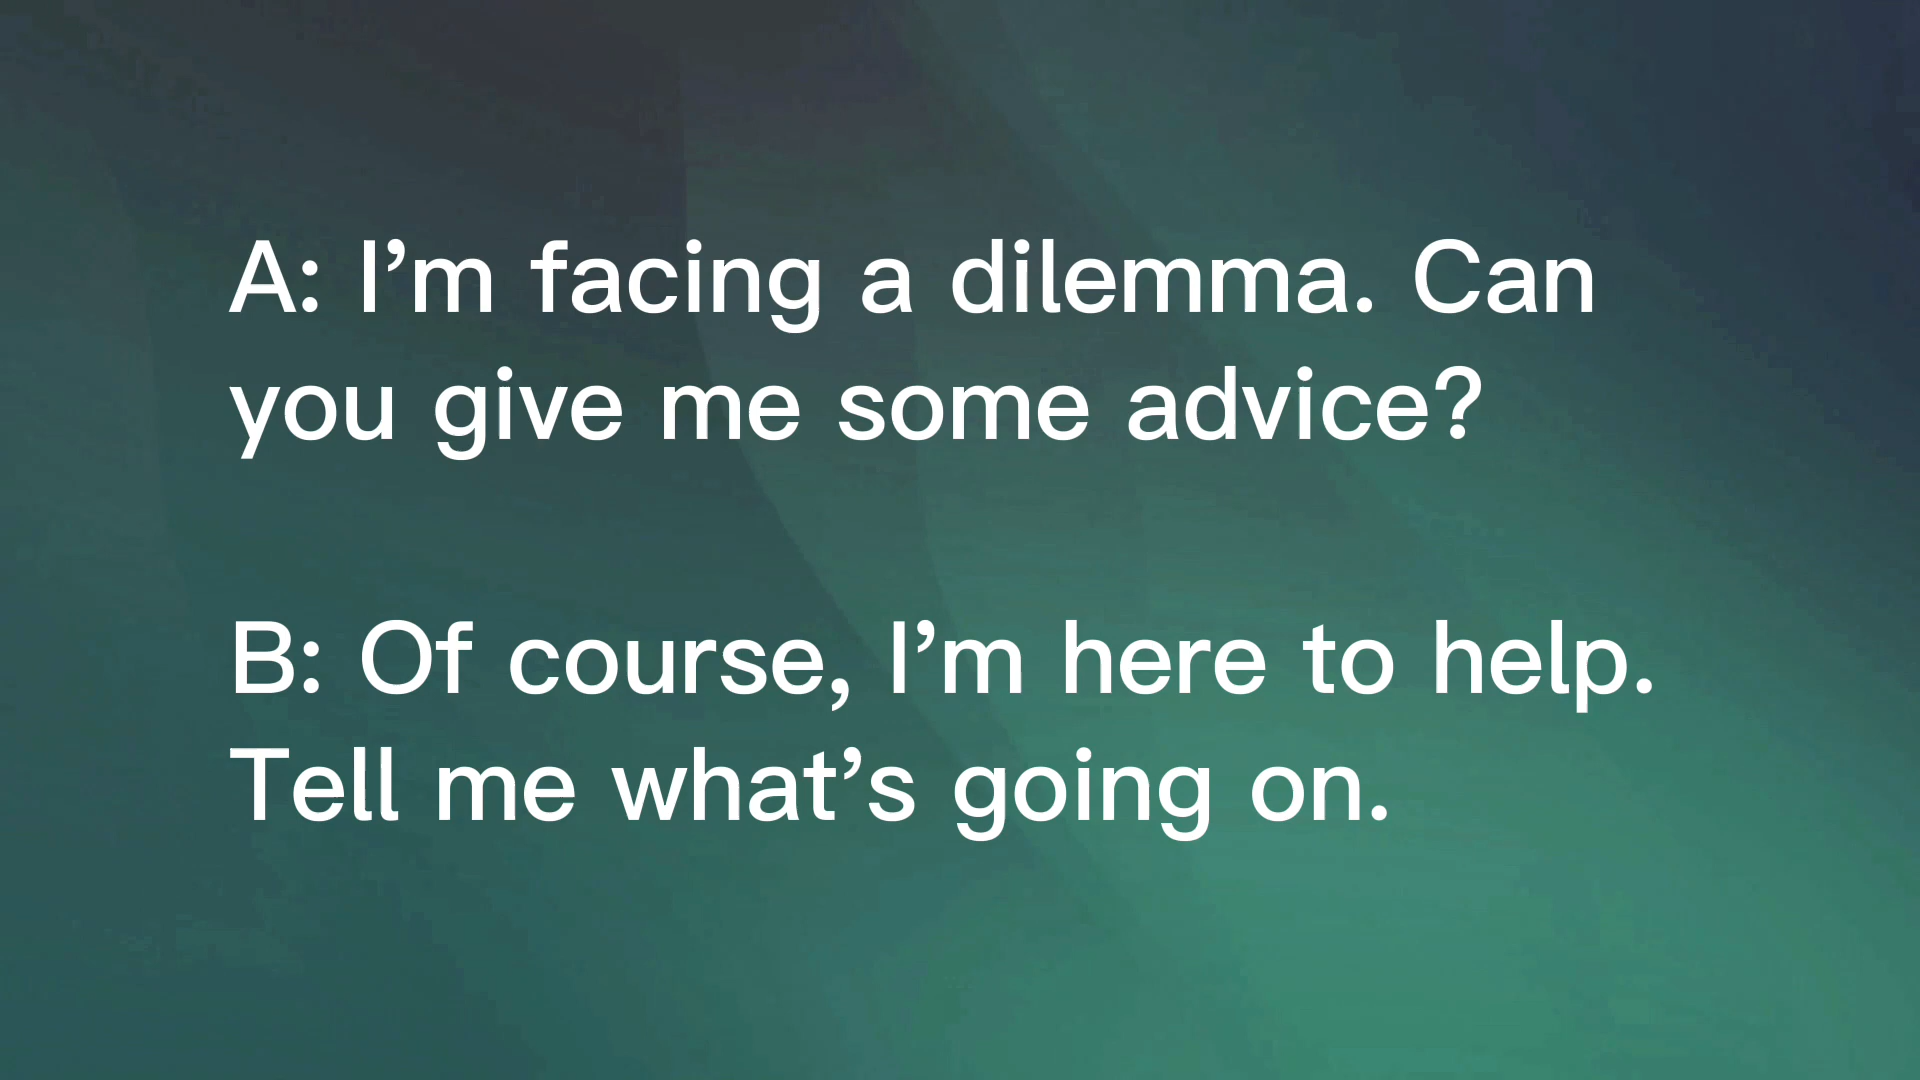 A: I’m facing a dilemma. Can
you give me some advice?
B: Of course, I’m here to help.
Tell me what’s going on.